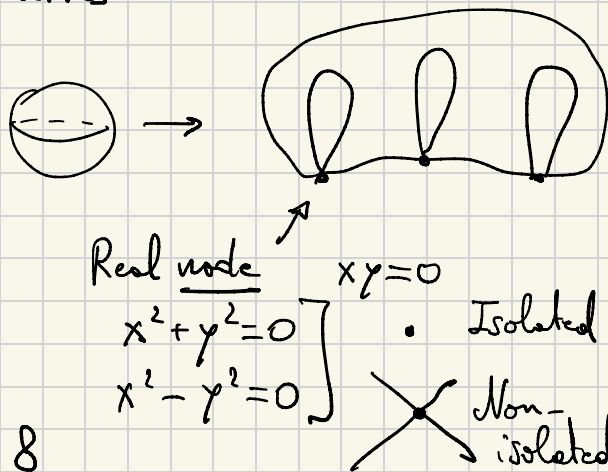 Real node
xy=0
x²+y²=0
Isolated
x²−y²=0
Non-
isolated
8